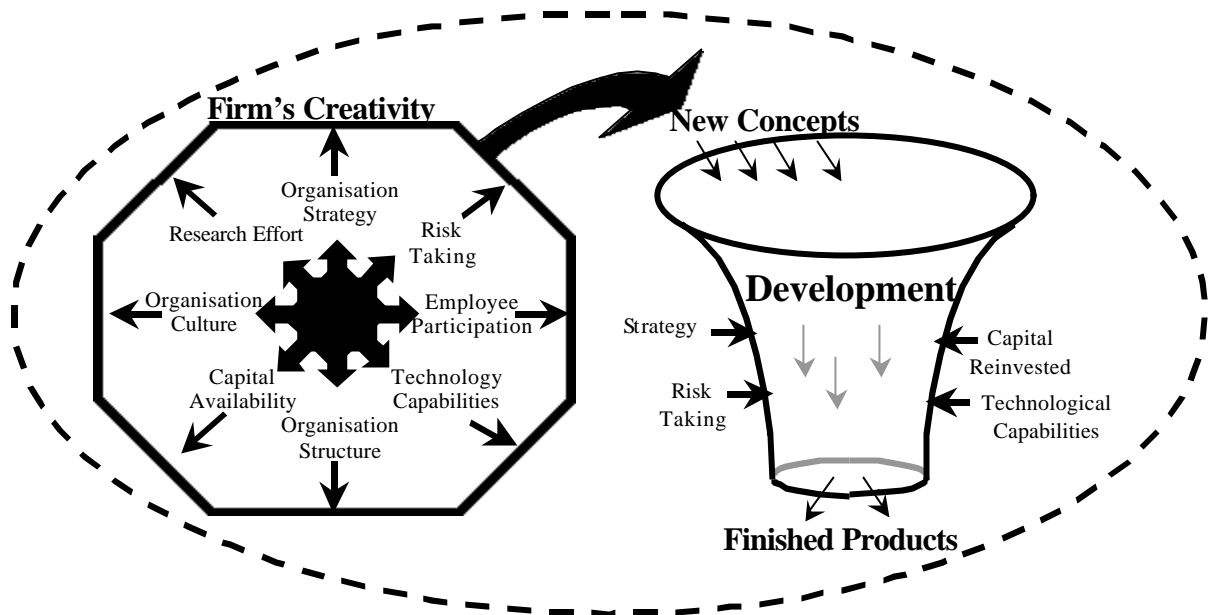 Firm's Creativity
Organisation
Strategy
Research Effort
Risk
Taking
Organisation
Culture
Employee
Participation
Capital
Availability
Technology
Capabilities
Organisation
Structure
New Concepts
Development
Strategy
Capital
Reinvested
Risk
Taking
Technological
Capabilities
Finished Products